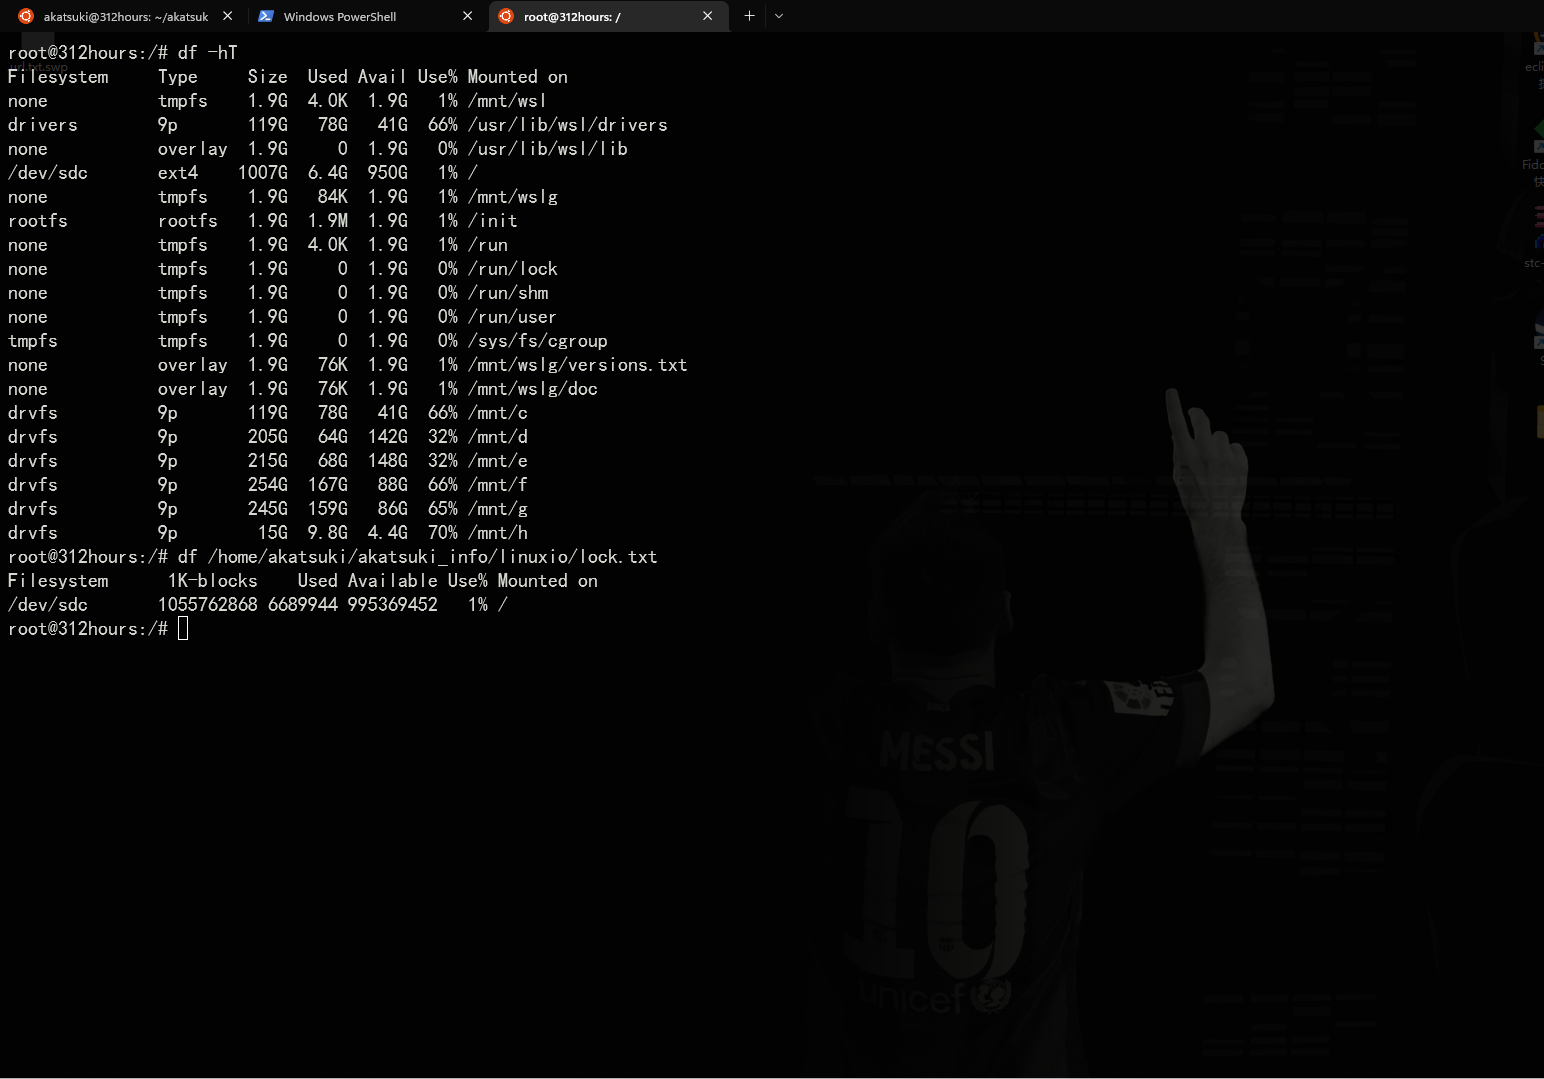 akatsuki@312hours: ~/akatsuk
Windows PowerShell
root@312hours: /
root@312hours:/# df -hT
Filesystem     Type      Size  Used Avail Use% Mounted on
none           tmpfs     1.9G  4.0K  1.9G   1% /mnt/wsl
drivers        9p        119G   78G   41G  66% /usr/lib/wsl/drivers
none           overlay   1.9G     0  1.9G   0% /usr/lib/wsl/lib
/dev/sdc       ext4     1007G  6.4G  950G   1% /
none           tmpfs     1.9G   84K  1.9G   1% /mnt/wslg
rootfs         rootfs    1.9G  1.9M  1.9G   1% /init
none           tmpfs     1.9G  4.0K  1.9G   1% /run
none           tmpfs     1.9G     0  1.9G   0% /run/lock
none           tmpfs     1.9G     0  1.9G   0% /run/shm
none           tmpfs     1.9G     0  1.9G   0% /run/user
tmpfs          tmpfs     1.9G     0  1.9G   0% /sys/fs/cgroup
none           overlay   1.9G   76K  1.9G   1% /mnt/wslg/versions.txt
none           overlay   1.9G   76K  1.9G   1% /mnt/wslg/doc
drvfs          9p        119G   78G   41G  66% /mnt/c
drvfs          9p        205G   64G  142G  32% /mnt/d
drvfs          9p        215G   68G  148G  32% /mnt/e
drvfs          9p        254G  167G   88G  66% /mnt/f
drvfs          9p        245G  159G   86G  65% /mnt/g
drvfs          9p         15G  9.8G  4.4G  70% /mnt/h
root@312hours:/# df /home/akatsuki/akatsuki_info/linuxio/lock.txt
Filesystem      1K-blocks    Used Available Use% Mounted on
/dev/sdc       1055762868 6689944 995369452   1% /
root@312hours:/#
MESSI
10
unicef